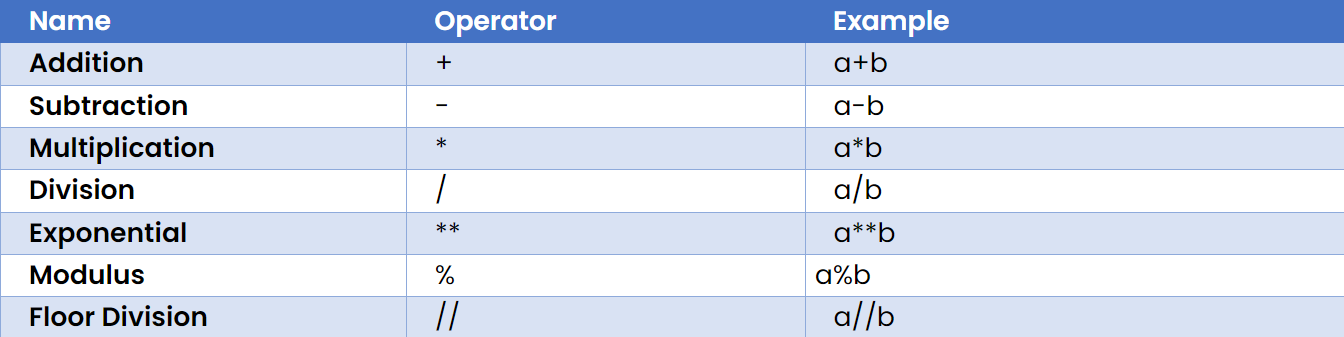 Name Operator Example
Addition + a+b
Subtraction - a-b
Multiplication * a*b
Division / a/b
Exponential ** a**b
Modulus % a%b
Floor Division // a//b